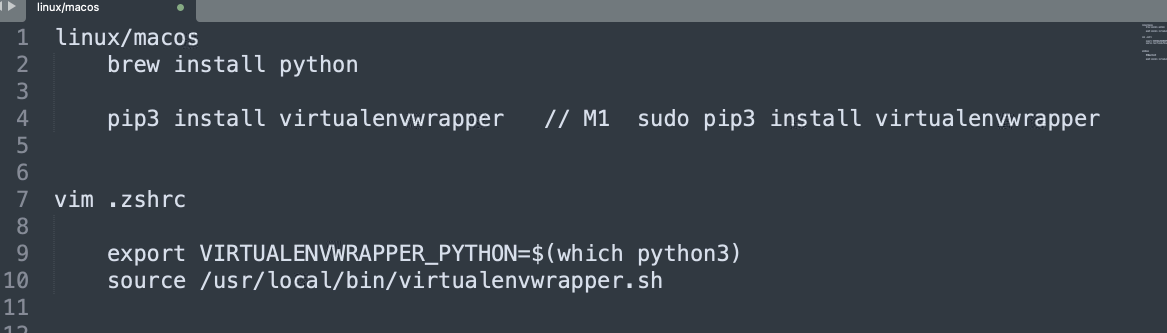 linux/macos
1 linux/macos
2 brew install python
3
4 pip3 install virtualenvwrapper // M1 sudo pip3 install virtualenvwrapper
5
6
7 vim .zshrc
8
9 export VIRTUALENVWRAPPER_PYTHON=$(which python3)
10 source /usr/local/bin/virtualenvwrapper.sh
11
12